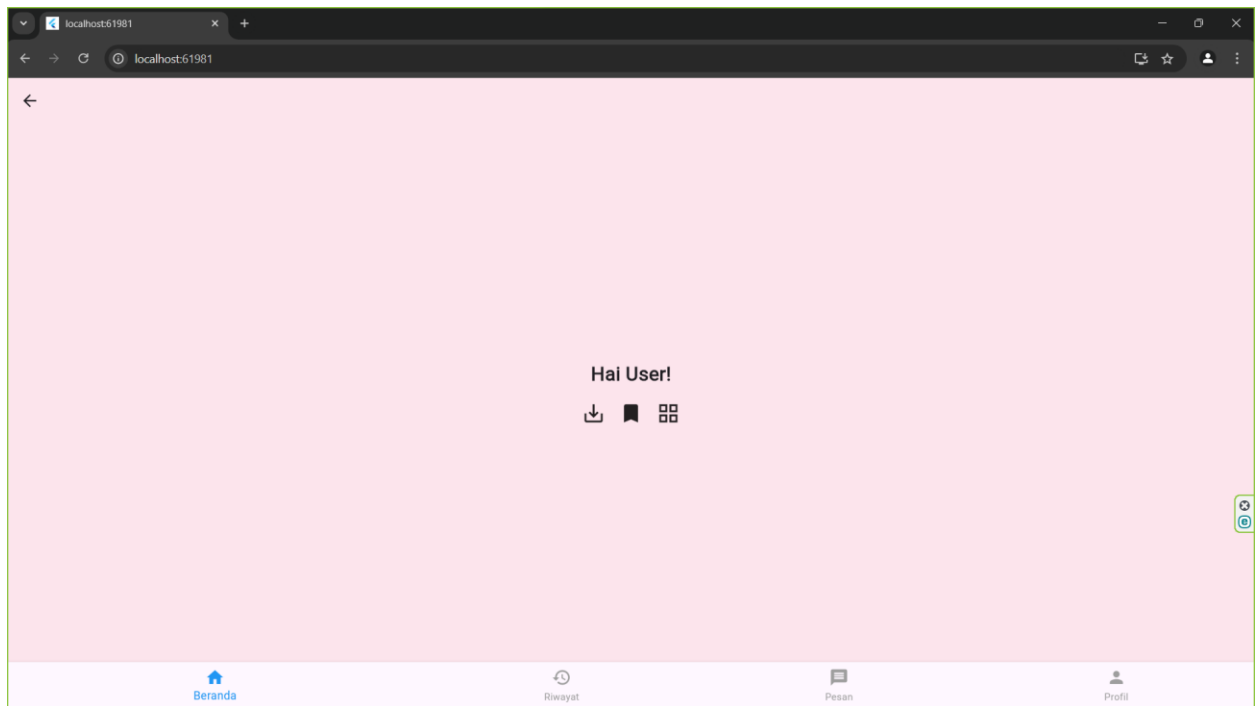 localhost:61981
localhost:61981
Hai User!
Beranda
Riwayat
Pesan
Profil